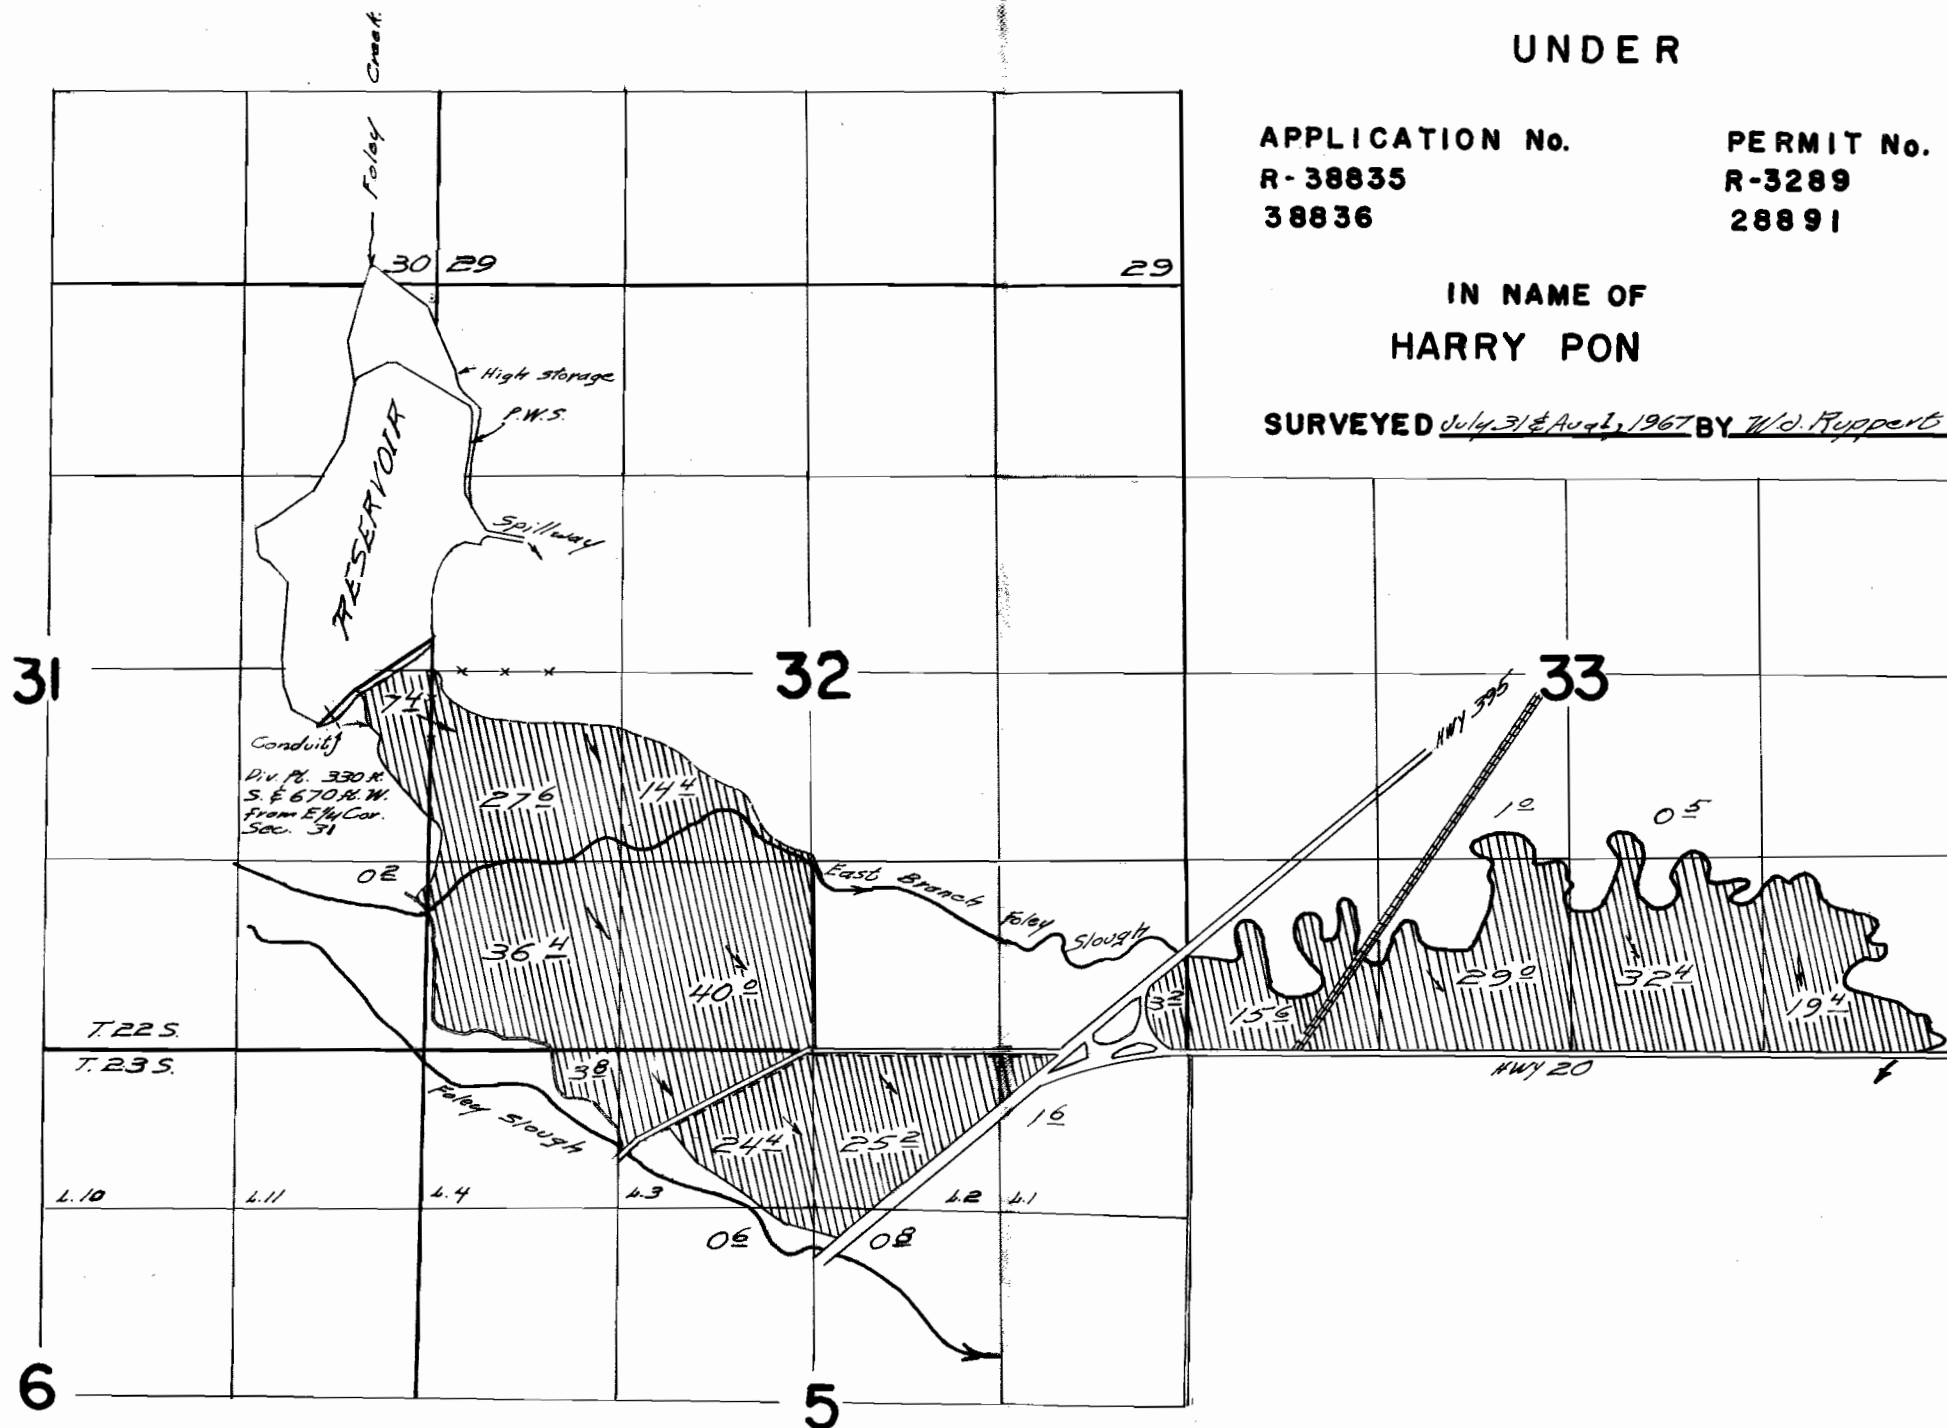 UNDER
APPLICATION No. PERMIT No.
R-38835 R-3289
38836 28891
IN NAME OF
HARRY PON
SURVEYED July 31 & Aug 1, 1967 BY W.J. Ruppert
Foley Creek
30 29
29
High storage
P.W.S.
RESERVOIR
Spillway
31
32
33
HWY 395
7 4
Conduit
Div. Pt. 330 ft.
S. & 670 ft. W.
from E 1/4 Cor.
Sec. 31
27 6
14 4
1 0
0 5
0 2
East Branch Foley Slough
36 4
40 0
3 2
15 6
29 0
32 4
19 4
T. 22 S.
T. 23 S.
HWY 20
3 8
Foley Slough
24 4
25 2
1 6
L.10
L.11
L.4
L.3
L.2
L.1
0 6
0 8
6
5